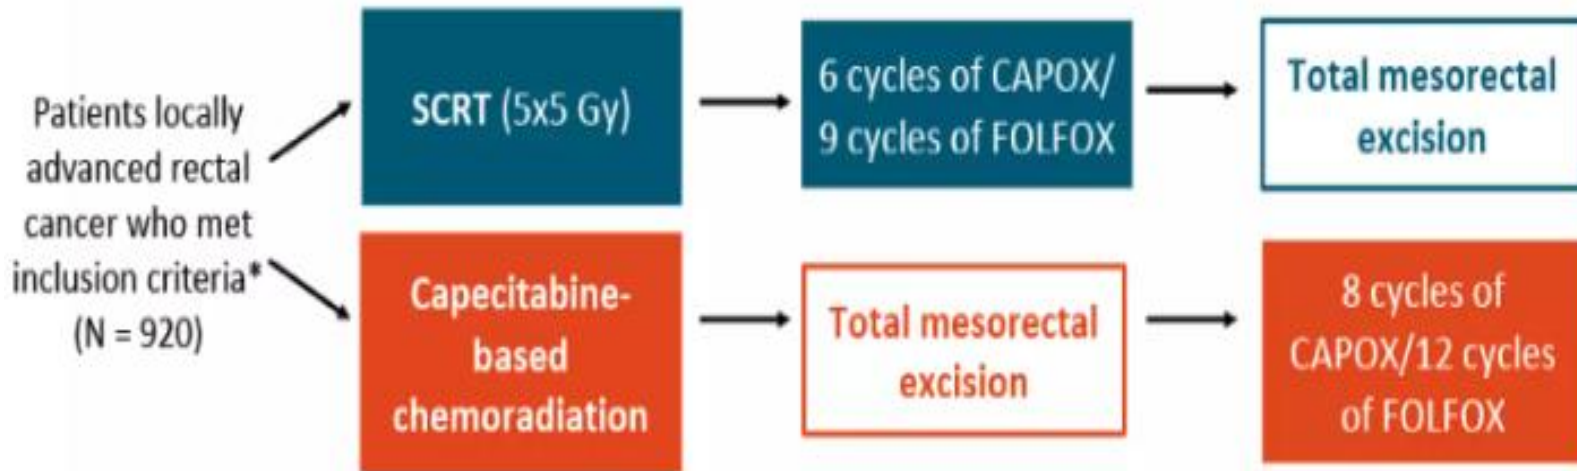 Patients locally
advanced rectal
cancer who met
inclusion criteria*
(N = 920)
SCRT (5x5 Gy)
6 cycles of CAPOX/
9 cycles of FOLFOX
Total mesorectal
excision
Capecitabine-
based
chemoradiation
Total mesorectal
excision
8 cycles of
CAPOX/12 cycles
of FOLFOX